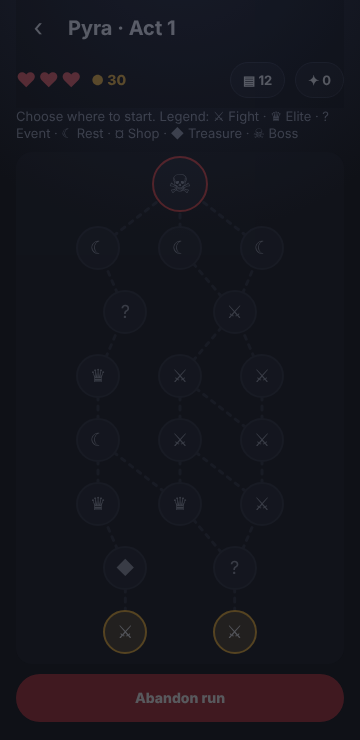 ‹ Pyra · Act 1
♥ ♥ ♥ ● 30 ▤ 12 ✦ 0
Choose where to start. Legend: ⚔ Fight · ♛ Elite · ?
Event · ☾ Rest · ¤ Shop · ◆ Treasure · ☠ Boss
☠
☾ ☾ ☾
? ⚔
♛ ⚔ ⚔
☾ ⚔ ⚔
♛ ♛ ⚔
◆ ?
⚔ ⚔
Abandon run